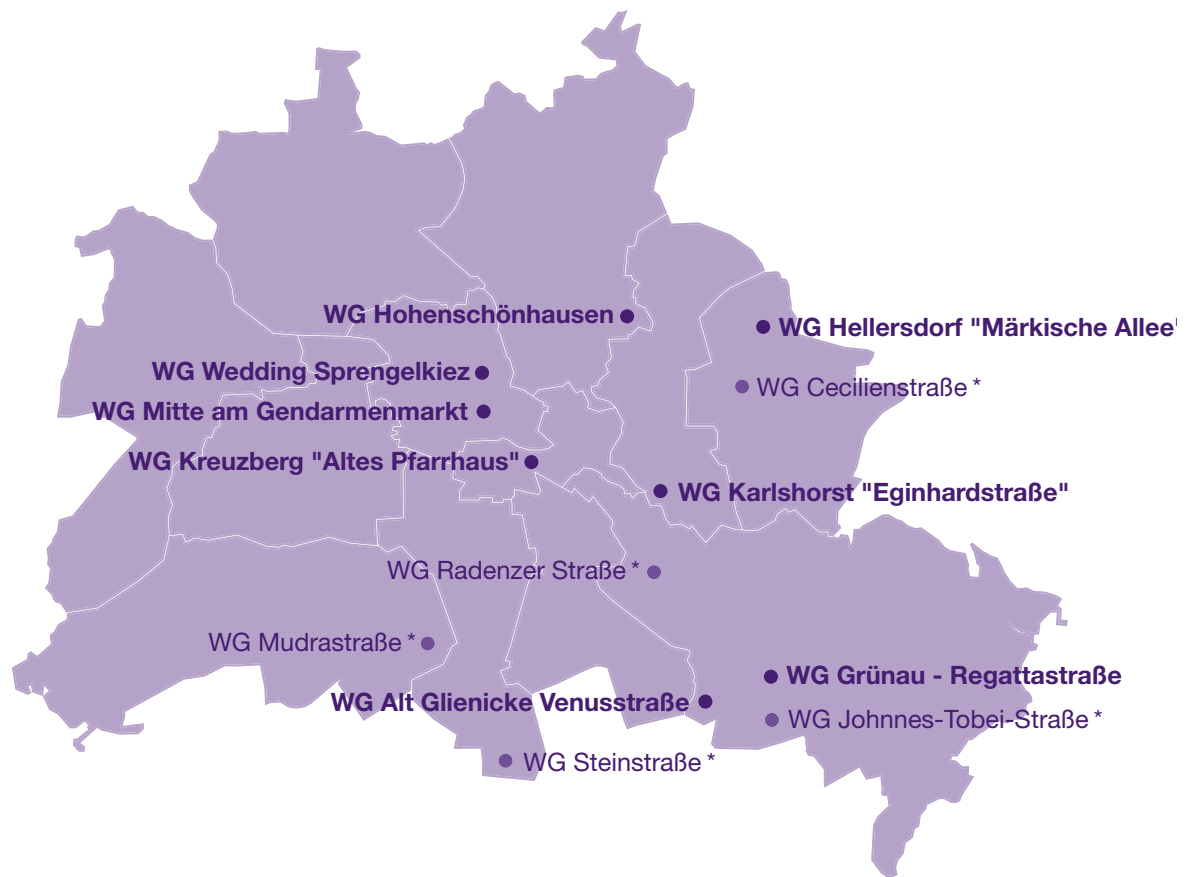 WG Hohenschönhausen
WG Hellersdorf "Märkische Allee"
WG Wedding Sprengelkiez
WG Cecilienstraße *
WG Mitte am Gendarmenmarkt
WG Kreuzberg "Altes Pfarrhaus"
WG Karlshorst "Eginhardstraße"
WG Radenzer Straße *
WG Mudrastraße *
WG Grünau - Regattastraße
WG Alt Glienicke Venusstraße
WG Johnnes-Tobei-Straße *
WG Steinstraße *